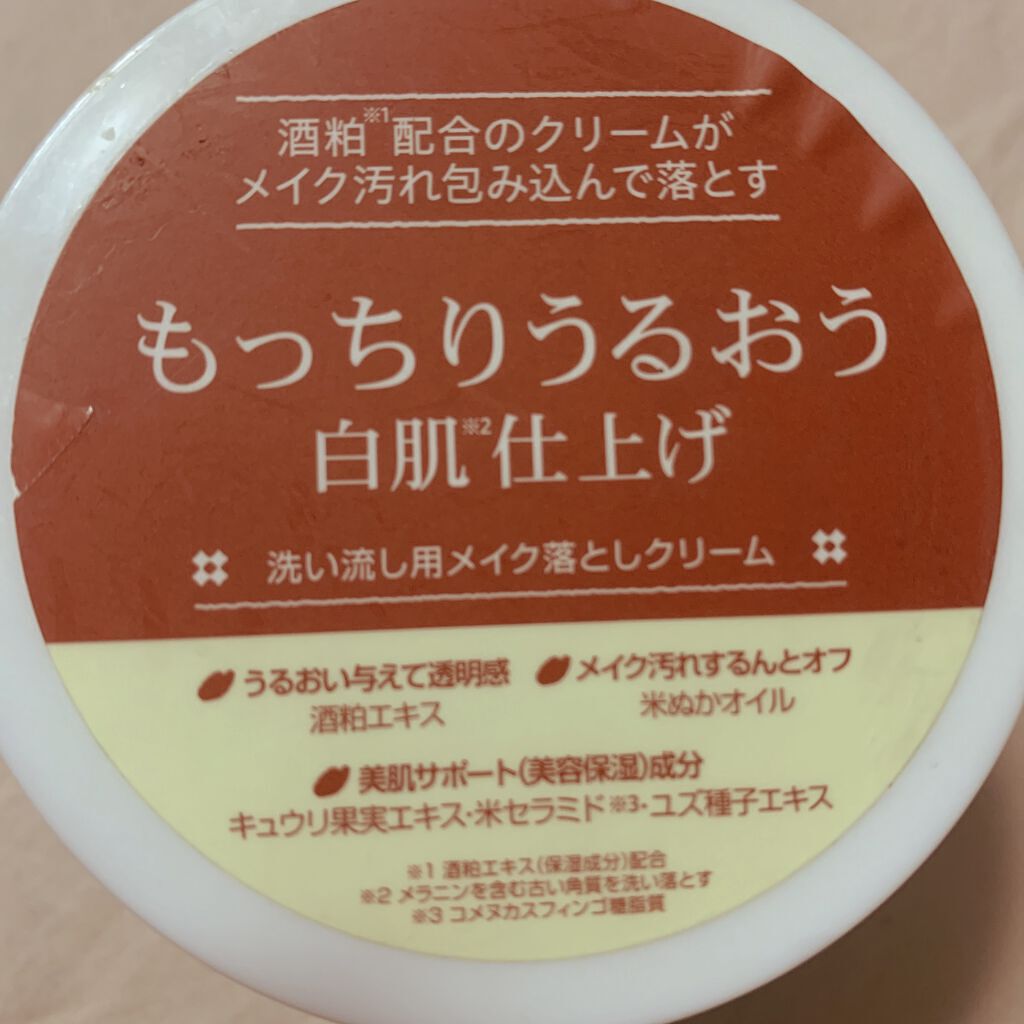 酒粕※1配合のクリームが
メイク汚れ包み込んで落とす
もっちりうるおう
白肌※2仕上げ
洗い流し用メイク落としクリーム
うるおい与えて透明感
酒粕エキス
メイク汚れするんとオフ
米ぬかオイル
美肌サポート(美容保湿)成分
キュウリ果実エキス・米セラミド※3・ユズ種子エキス
※1 酒粕エキス(保湿成分)配合
※2 メラニンを含む古い角質を洗い落とす
※3 コメヌカスフィンゴ糖脂質